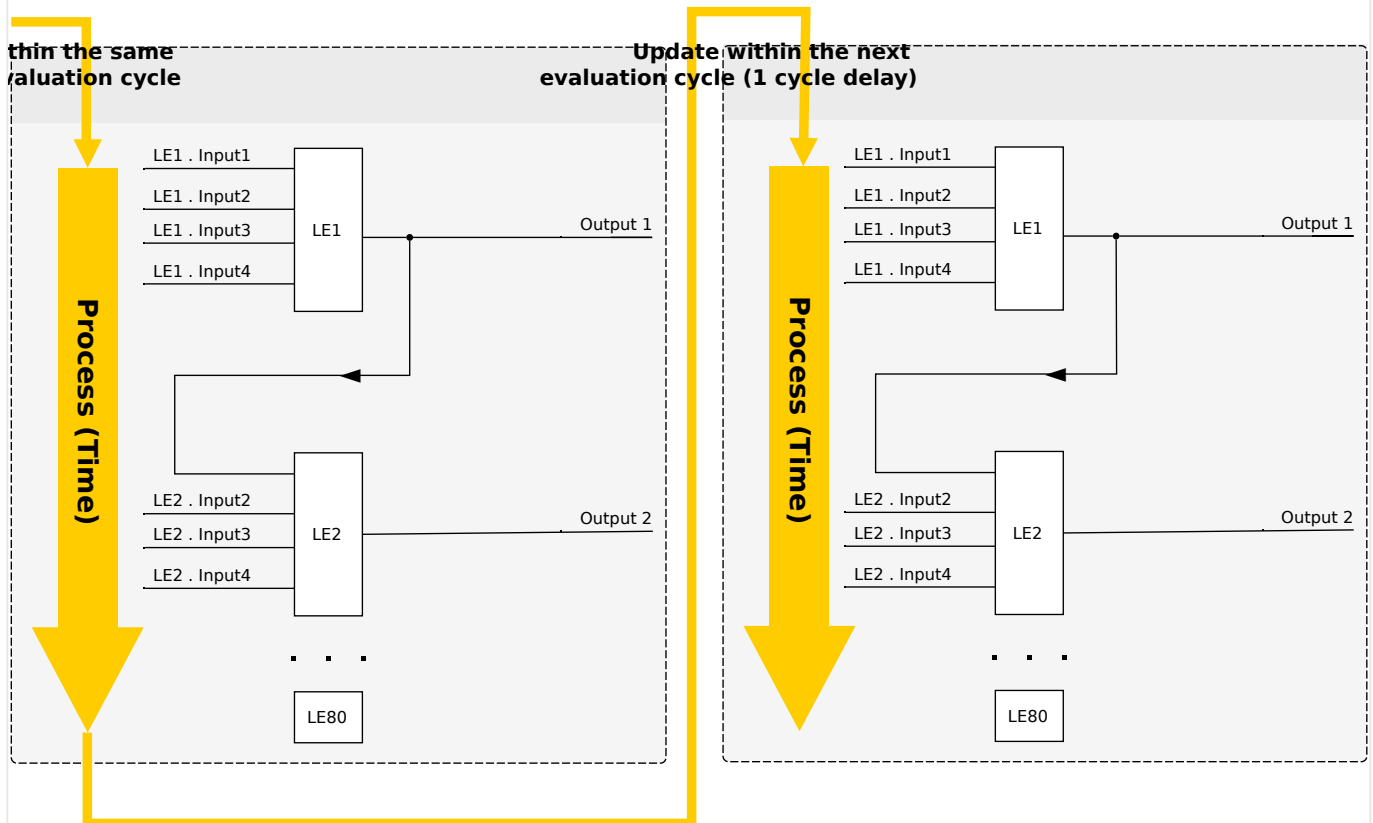 thin the same
valuation cycle
LE1 . Input1
LE1 . Input2
LE1 . Input3
LE1 . Input4
LE1
Output 1
Process (Time)
LE2 . Input2
LE2 . Input3
LE2 . Input4
LE2
Output 2
LE80
Update within the next
evaluation cycle (1 cycle delay)
LE1 . Input1
LE1 . Input2
LE1 . Input3
LE1 . Input4
LE1
Output 1
Process (Time)
LE2 . Input2
LE2 . Input3
LE2 . Input4
LE2
Output 2
LE80